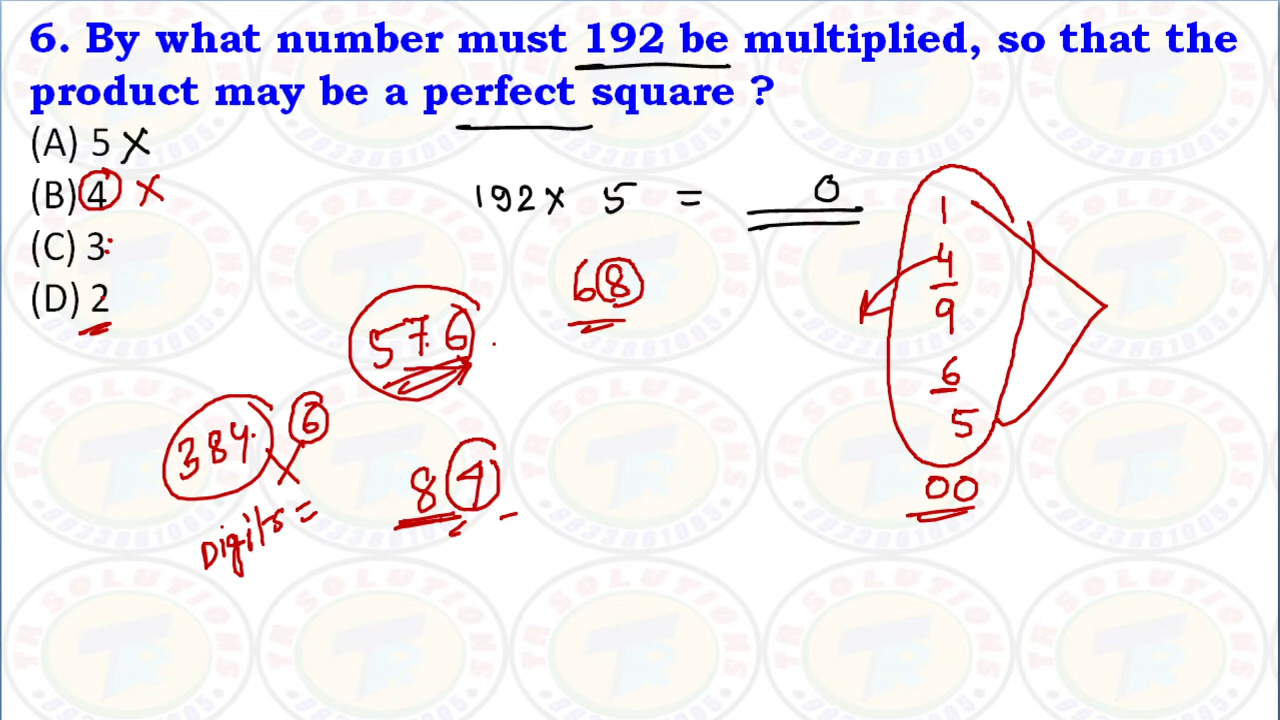 6. By what number must 192 be multiplied, so that the
product may be a perfect square ?
(A) 5 X
(B) 4 X
(C) 3
(D) 2
192 x 5 = 0
68
576
384 6
Digits =
84
1
4
9
6
5
00